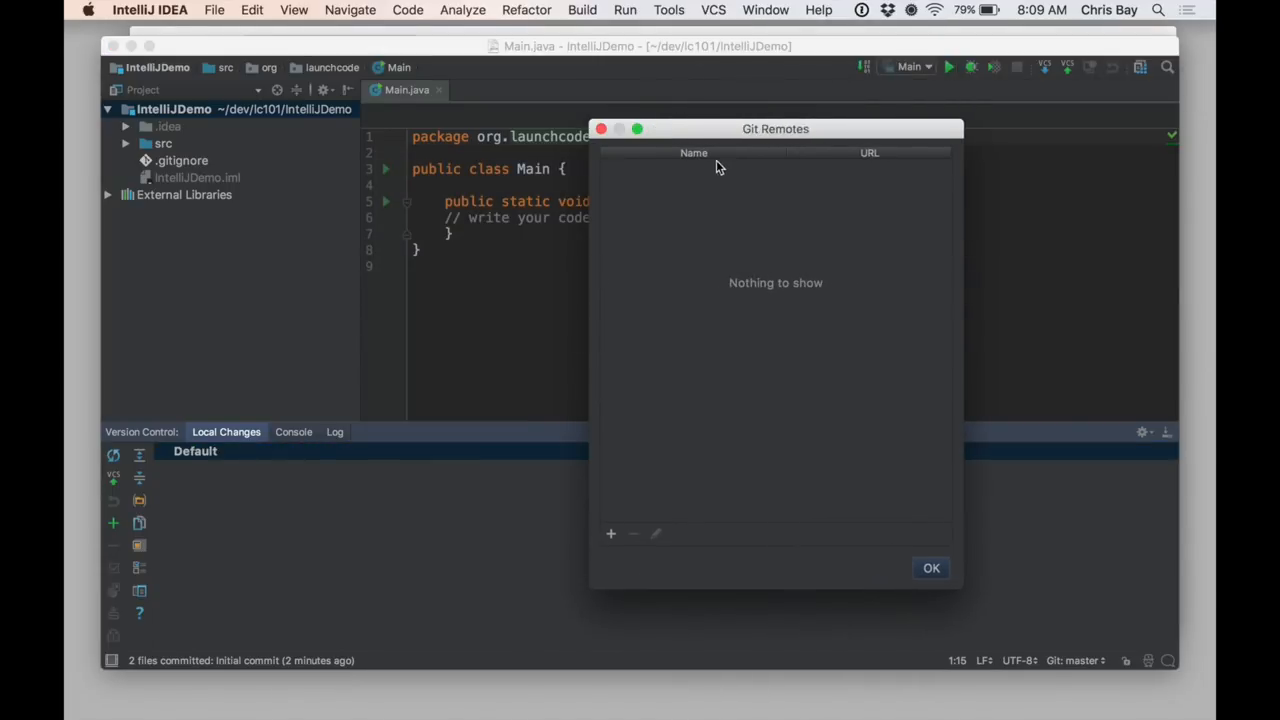 IntelliJ IDEA File Edit View Navigate Code Analyze Refactor Build Run Tools VCS Window Help 79% 8:09 AM Chris Bay
Main.java - IntelliJDemo - [~/dev/lc101/IntelliJDemo]
IntelliJDemo src org launchcode Main Main VCS VCS
Project Main.java
IntelliJDemo ~/dev/lc101/IntelliJDemo
.idea
src
.gitignore
IntelliJDemo.iml
External Libraries
1 package org.launchcode
2
3 public class Main {
4
5 public static void
6 // write your code
7 }
8 }
9
Git Remotes
Name URL
Nothing to show
OK
Version Control: Local Changes Console Log
Default
VCS
2 files committed: Initial commit (2 minutes ago) 1:15 LF UTF-8 Git: master